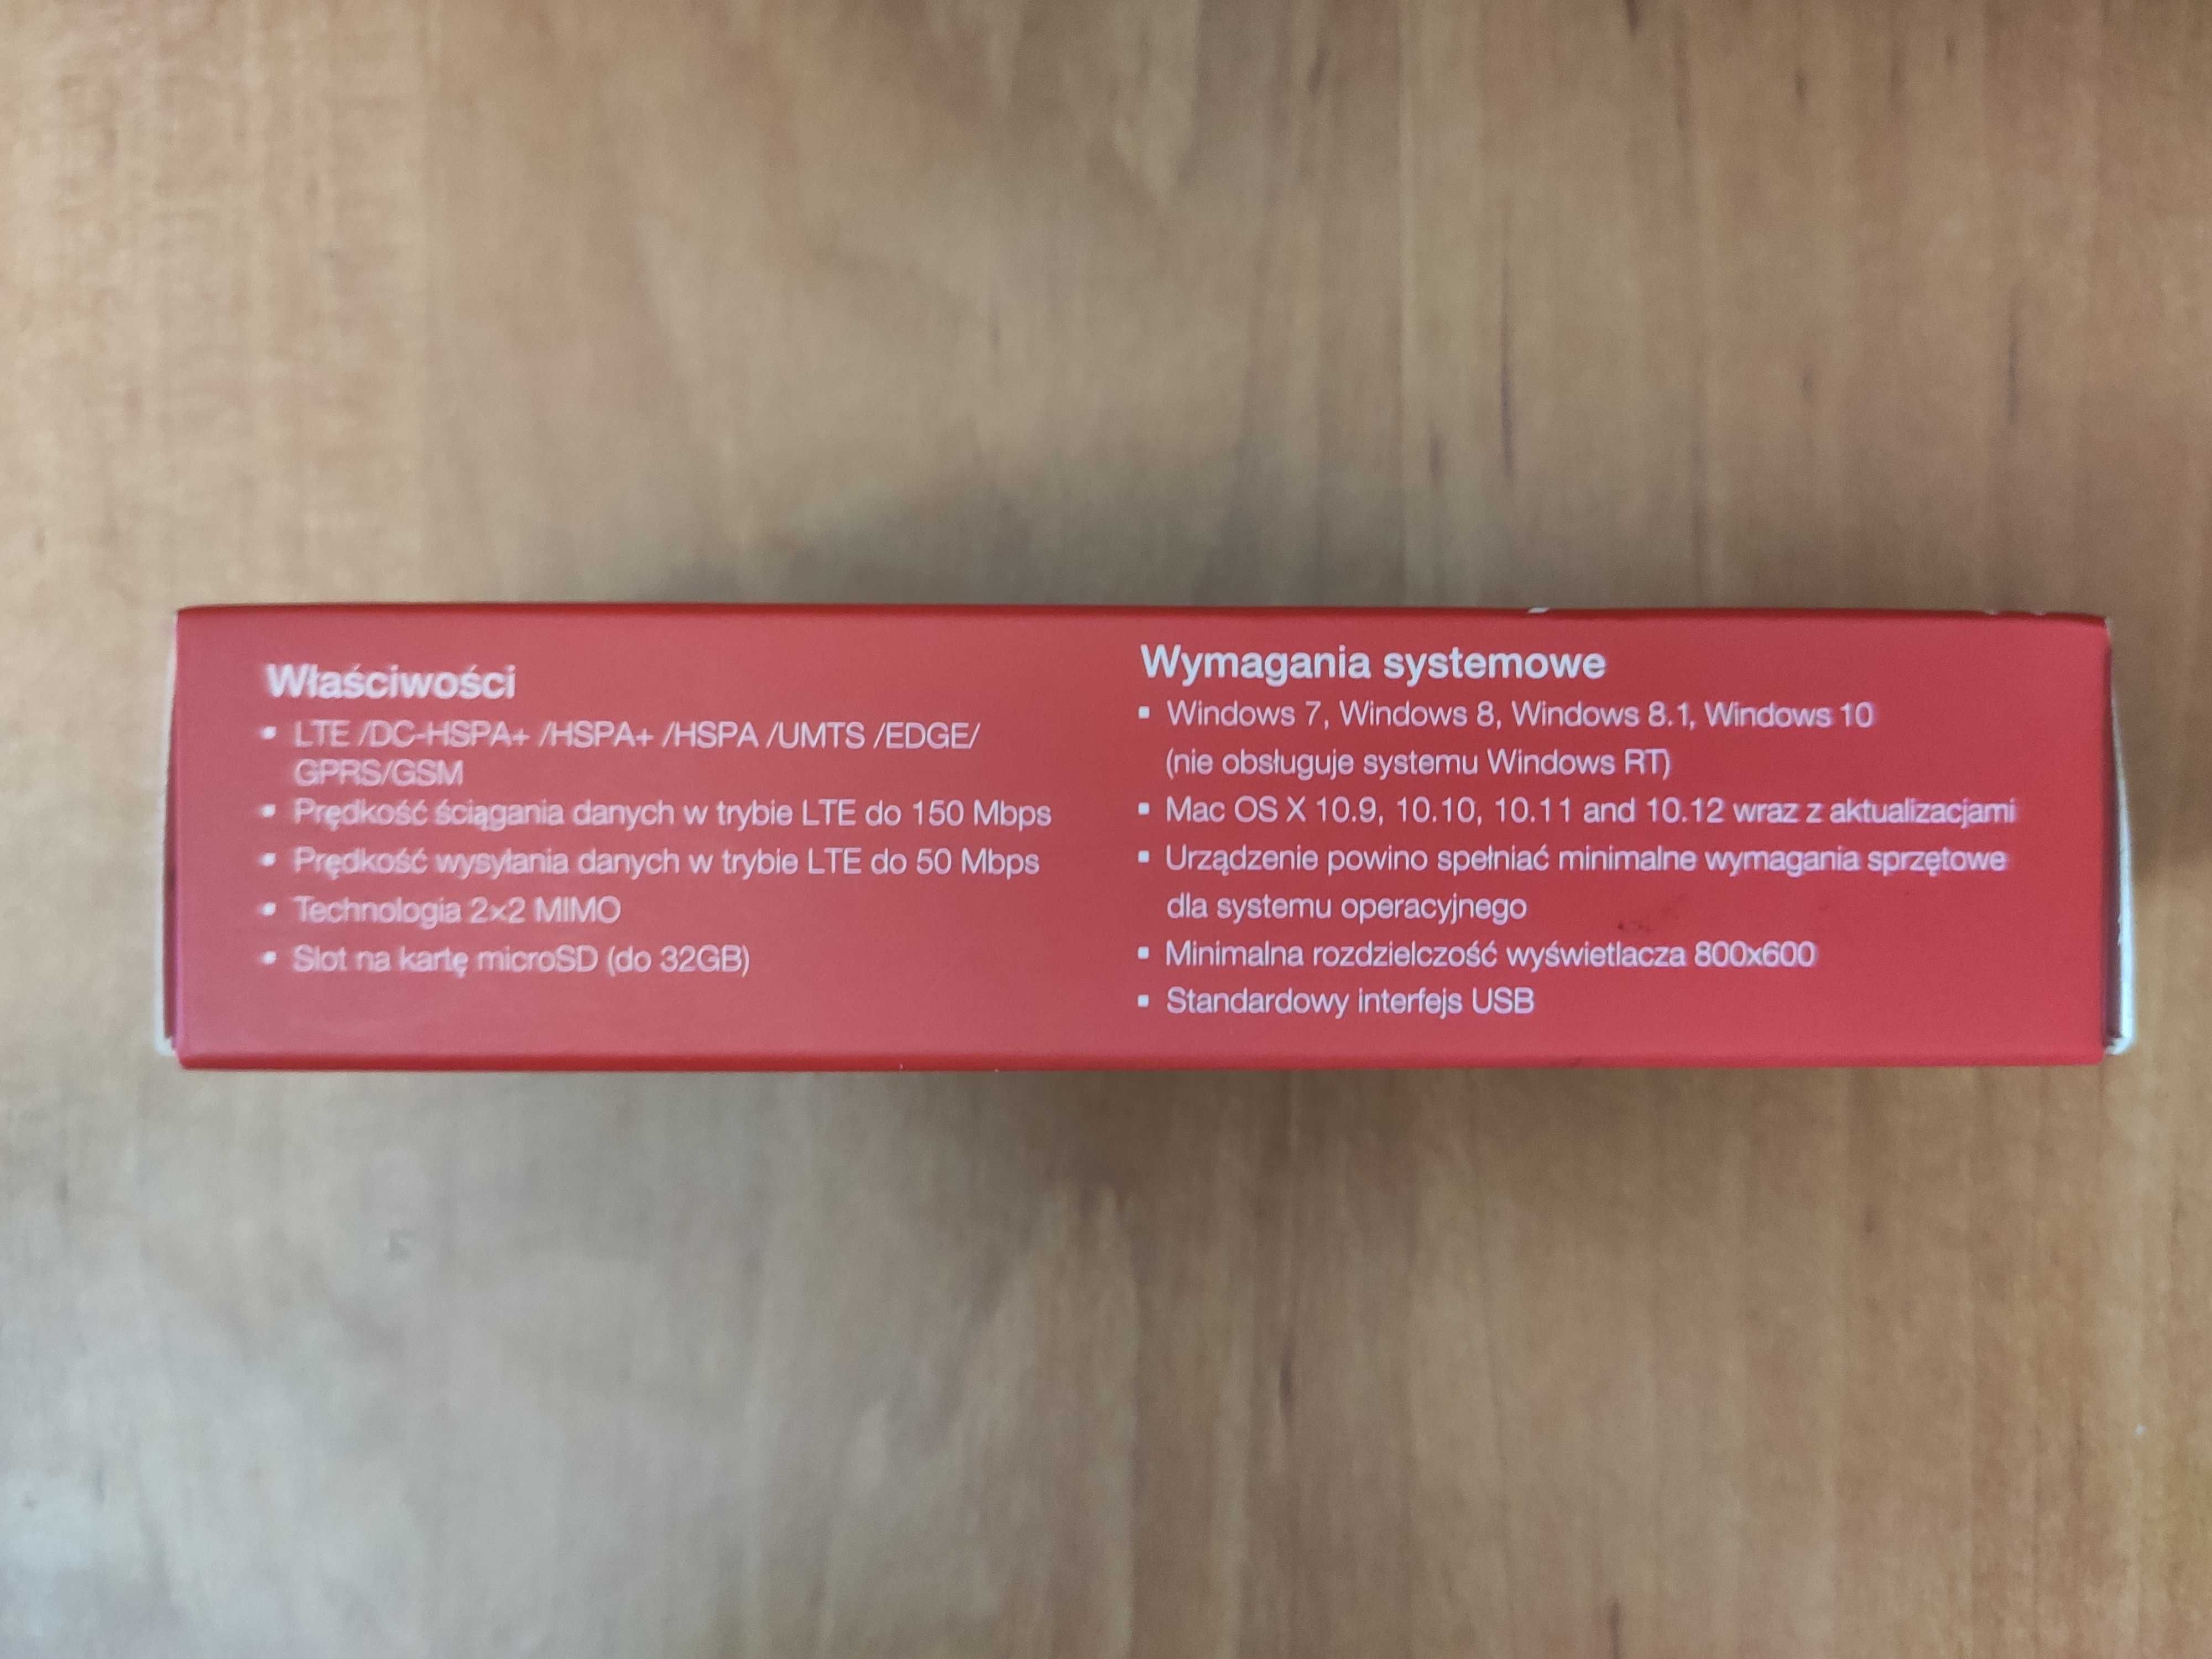 Właściwości
▪ LTE /DC-HSPA+ /HSPA+ /HSPA /UMTS /EDGE/
GPRS/GSM
▪ Prędkość ściągania danych w trybie LTE do 150 Mbps
▪ Prędkość wysyłania danych w trybie LTE do 50 Mbps
▪ Technologia 2×2 MIMO
▪ Slot na kartę microSD (do 32GB)
Wymagania systemowe
▪ Windows 7, Windows 8, Windows 8.1, Windows 10
(nie obsługuje systemu Windows RT)
▪ Mac OS X 10.9, 10.10, 10.11 and 10.12 wraz z aktualizacjami
▪ Urządzenie powino spełniać minimalne wymagania sprzętowe
dla systemu operacyjnego
▪ Minimalna rozdzielczość wyświetlacza 800x600
▪ Standardowy interfejs USB